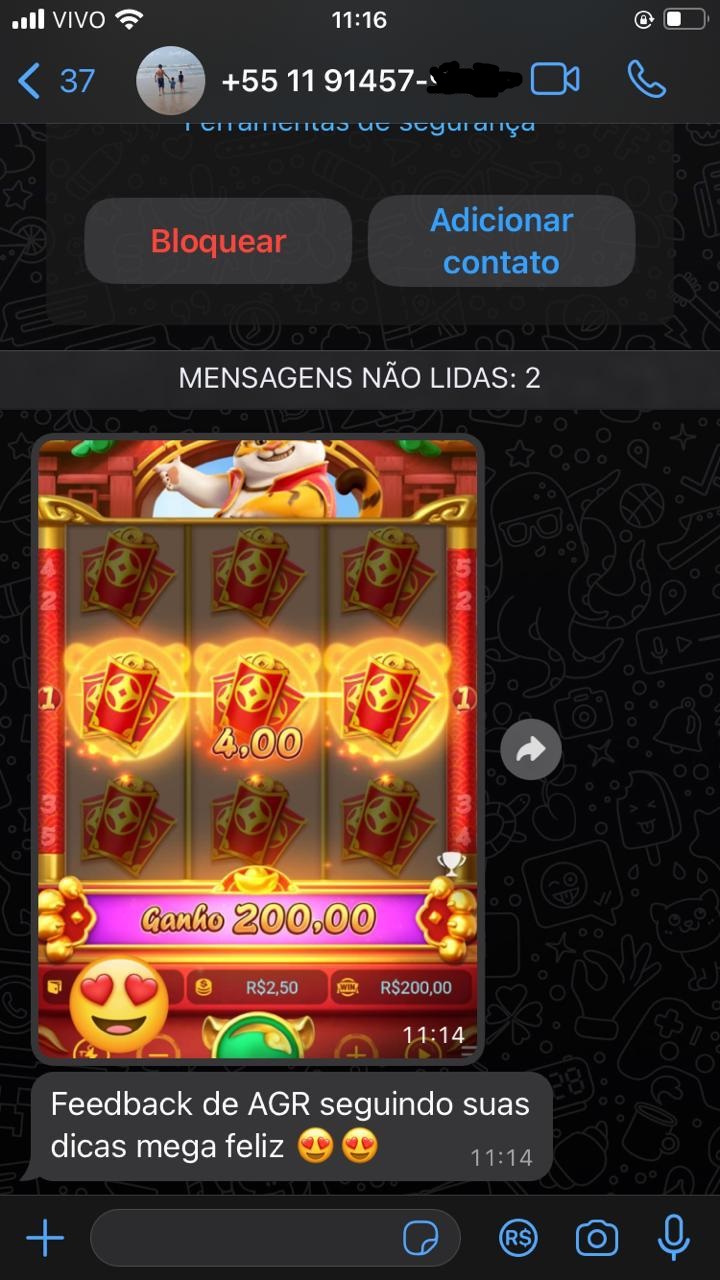 VIVO 11:16
37 +55 11 91457-
Ferramentas de segurança
Bloquear
Adicionar
contato
MENSAGENS NÃO LIDAS: 2
4 5
2 2
1 1
4,00
3 3
5 4
Ganho 200,00
R$2,50 WIN R$200,00
11:14
Feedback de AGR seguindo suas
dicas mega feliz 😍😍
11:14
R$